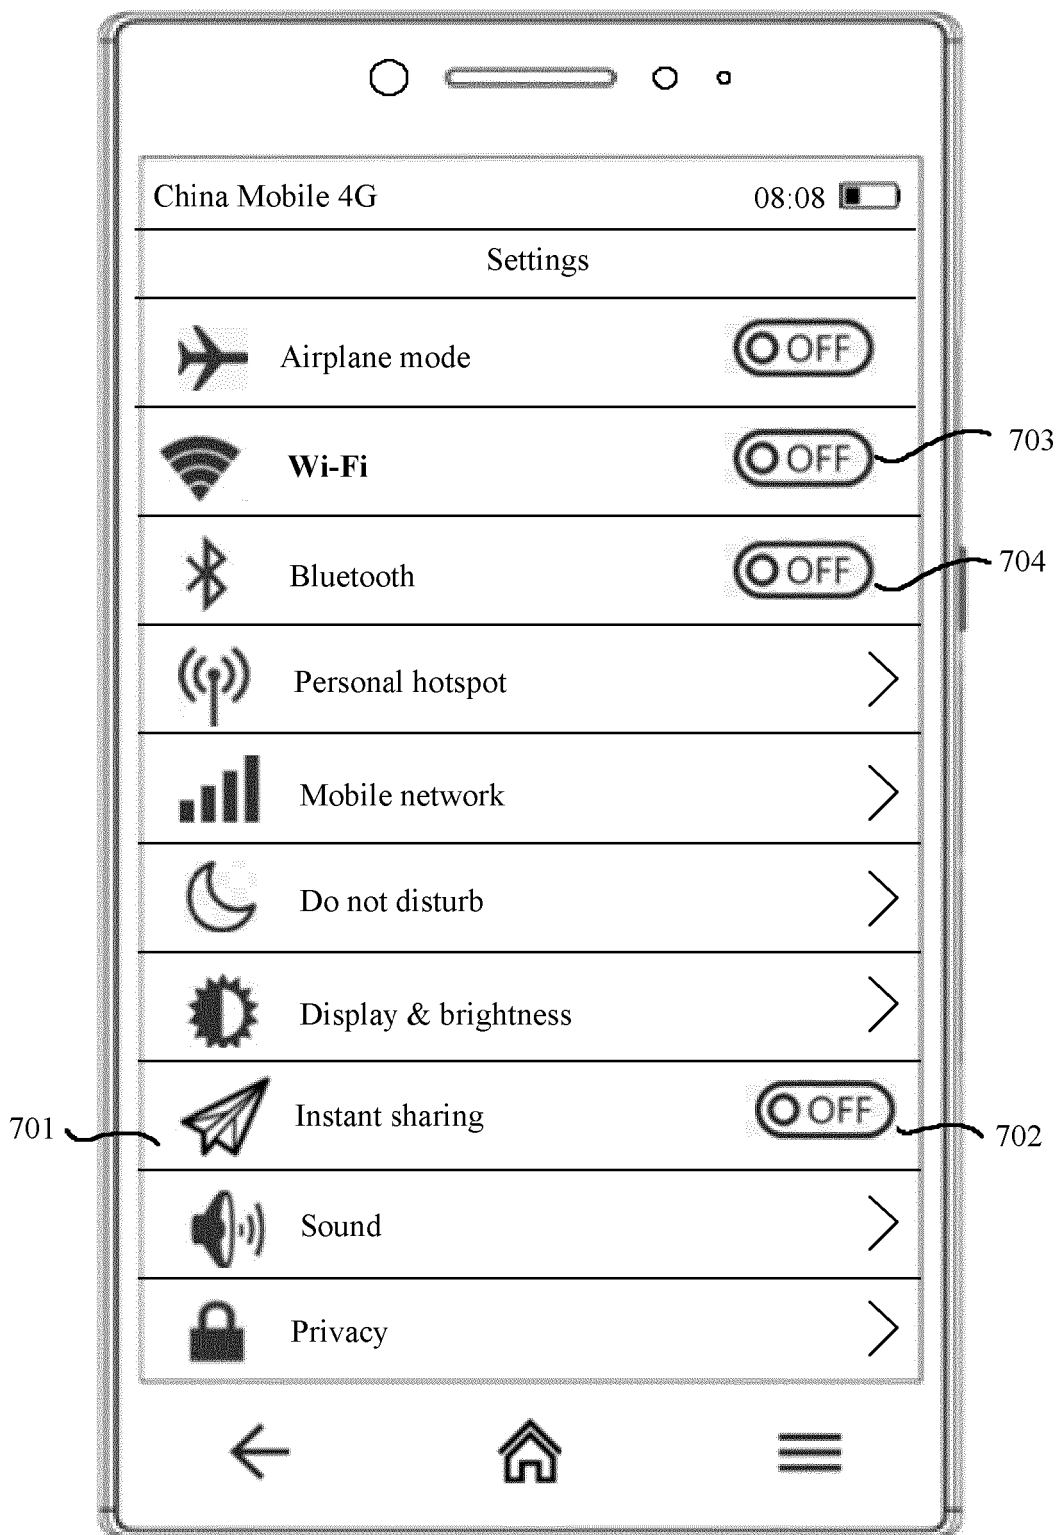 China Mobile 4G 08:08
Settings
Airplane mode OFF
Wi-Fi OFF 703
Bluetooth OFF 704
Personal hotspot
Mobile network
Do not disturb
Display & brightness
701 Instant sharing OFF 702
Sound
Privacy